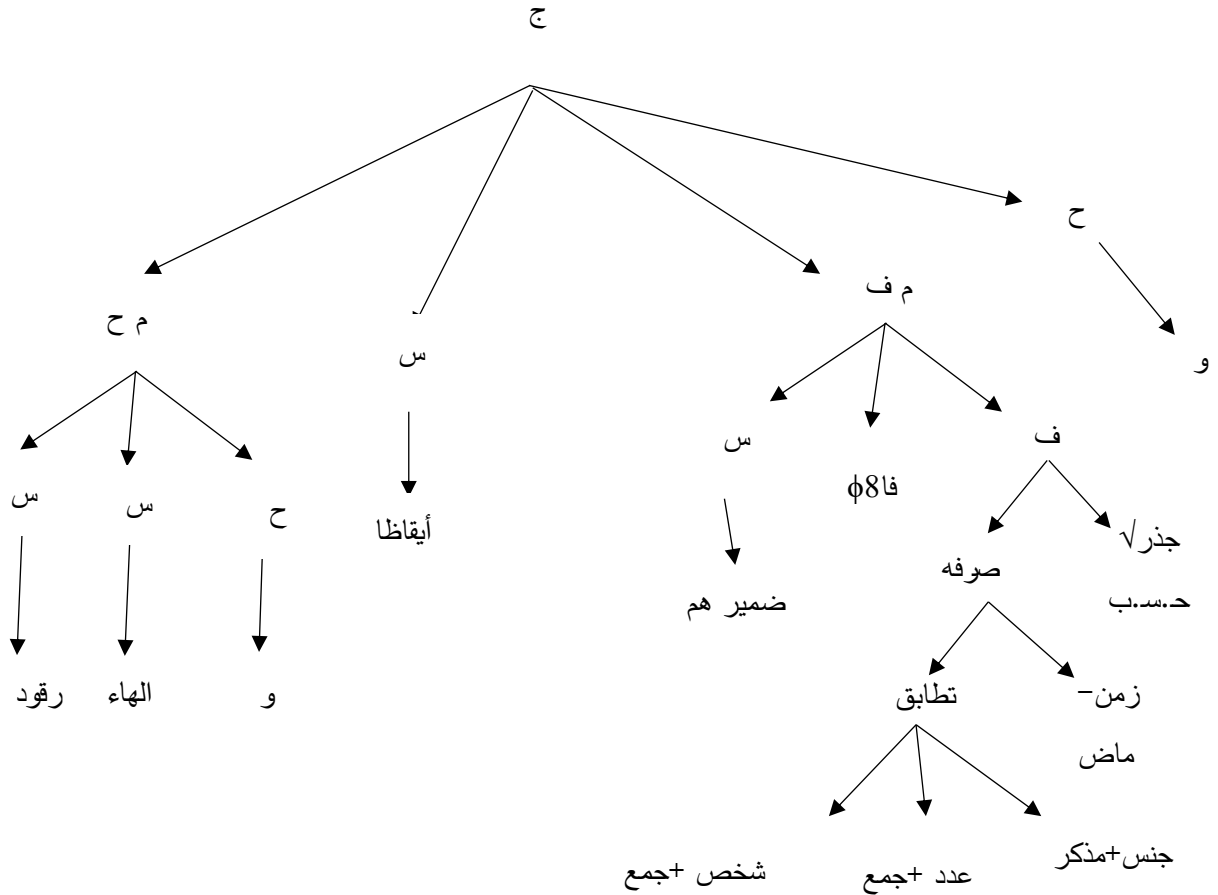 ج
ح
م ف
م ح
س
و
ف
س
فا8ϕ
ح
س
س
أيقاظا
جذر√
ح.س.ب
صرفه
ضمير هم
و
الهاء
رقود
زمن-
ماض
تطابق
جنس+مذكر
عدد +جمع
شخص +جمع